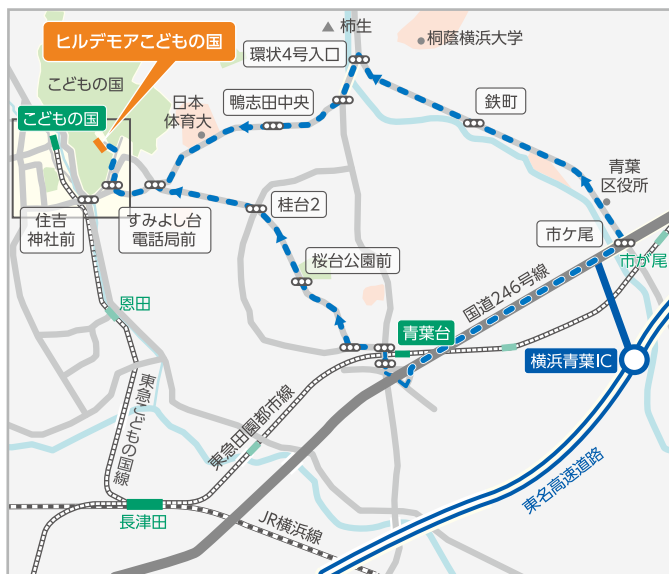 ヒルデモアこどもの国
柿生
桐蔭横浜大学
環状4号入口
こどもの国
日本
体育大
鴨志田中央
鉄町
こどもの国
青葉
区役所
住吉
神社前
すみよし台
電話局前
桂台2
市ケ尾
桜台公園前
市が尾
国道246号線
恩田
青葉台
横浜青葉IC
東急こどもの国線
東急田園都市線
東名高速道路
長津田
JR横浜線